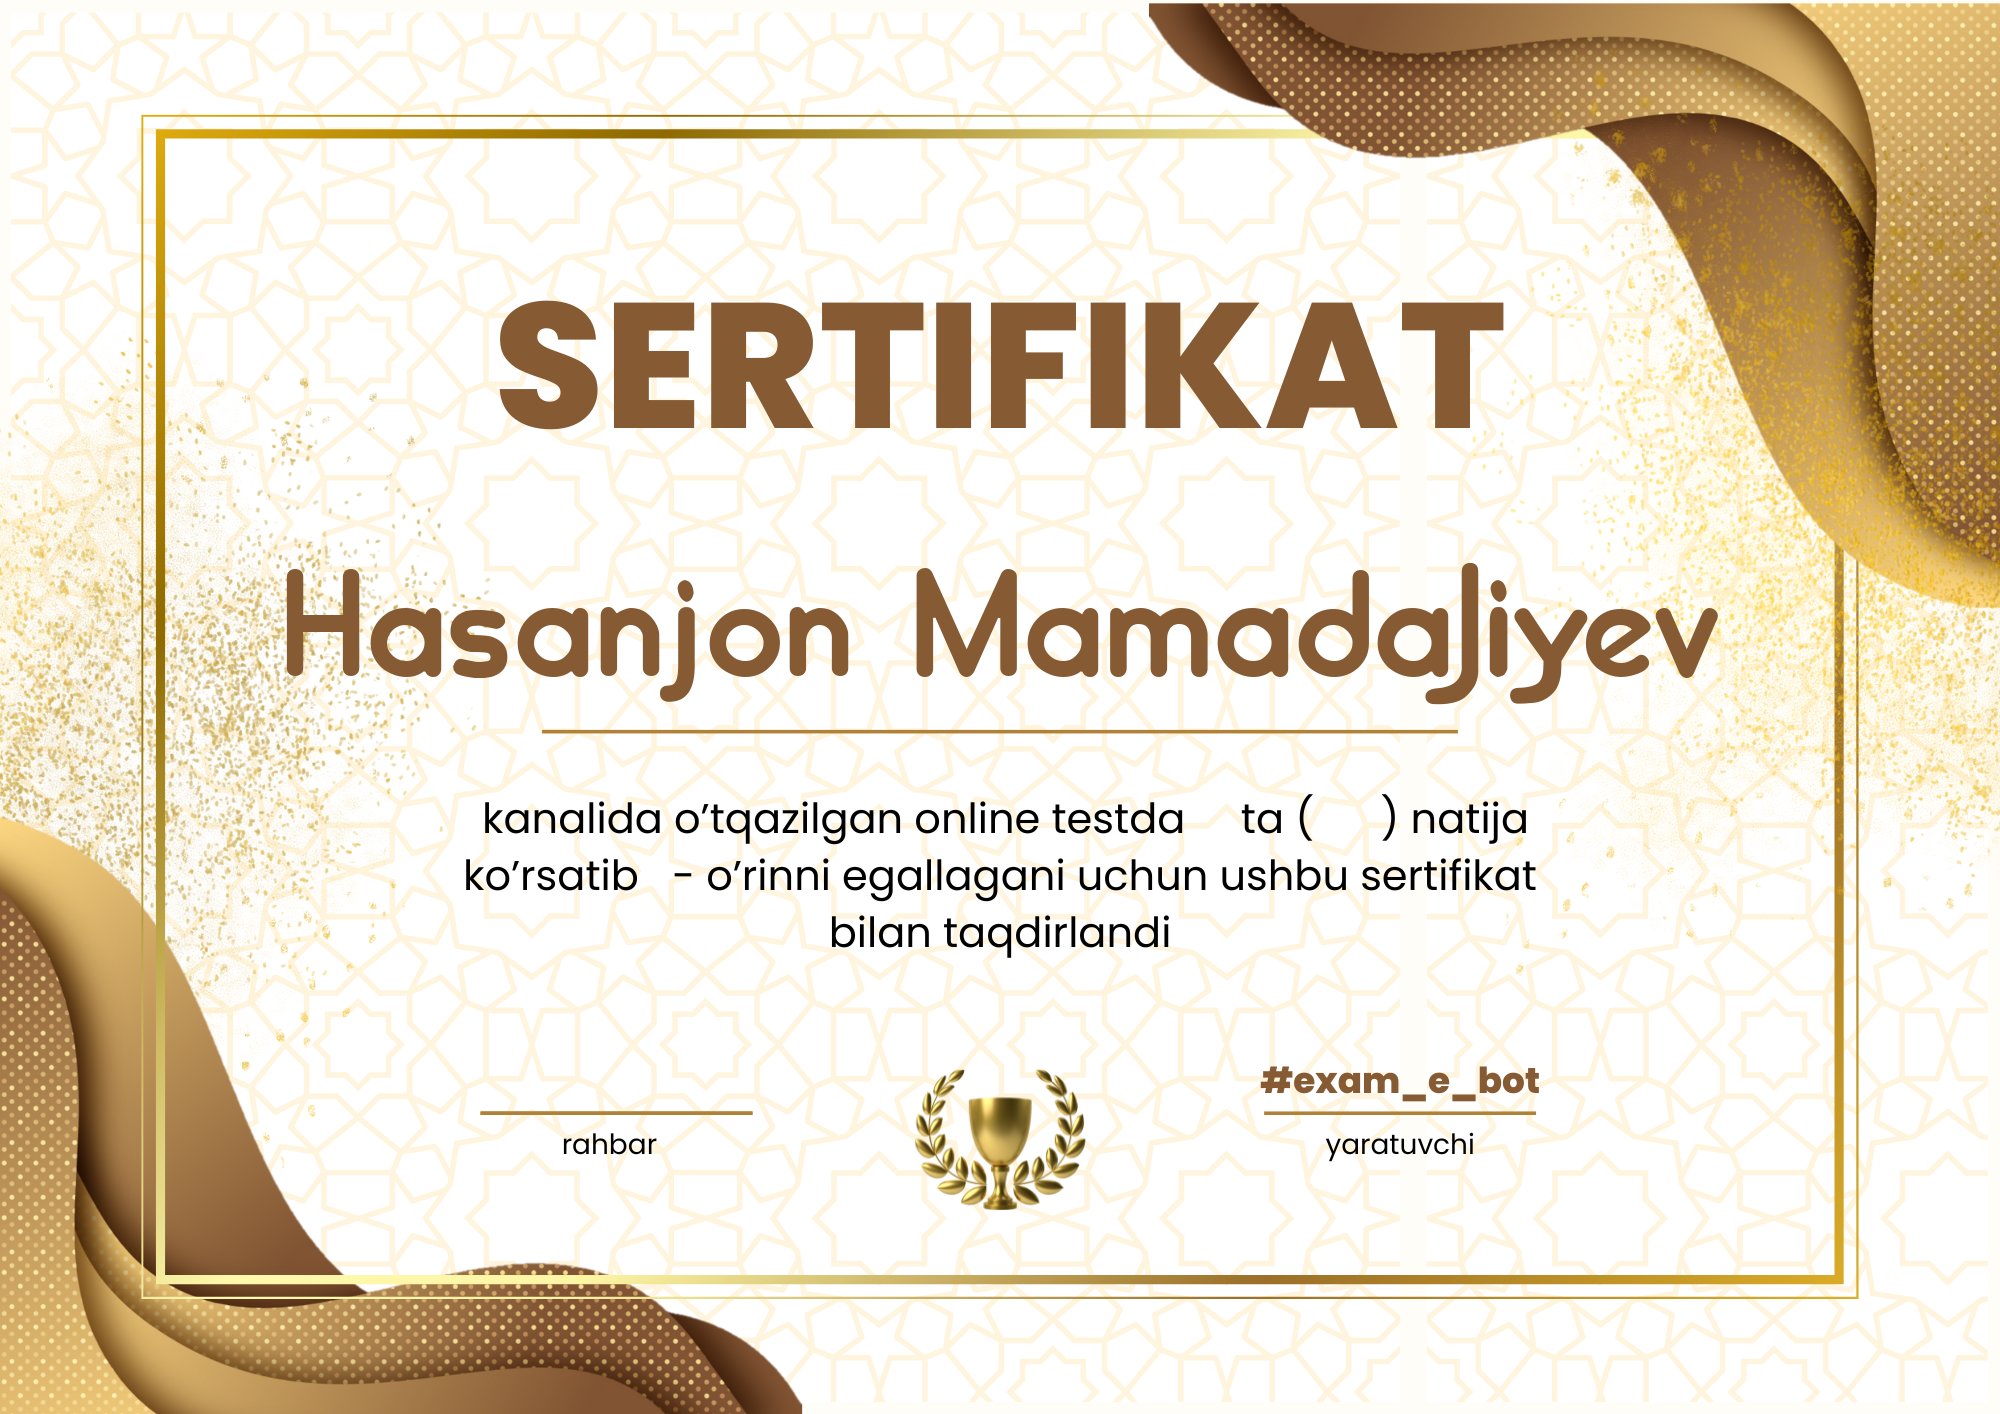 SERTIFIKAT
Hasanjon Mamadaliyev
kanalida o’tqazilgan online testda ta ( ) natija
ko’rsatib - o’rinni egallagani uchun ushbu sertifikat
bilan taqdirlandi
#exam_e_bot
rahbar
yaratuvchi